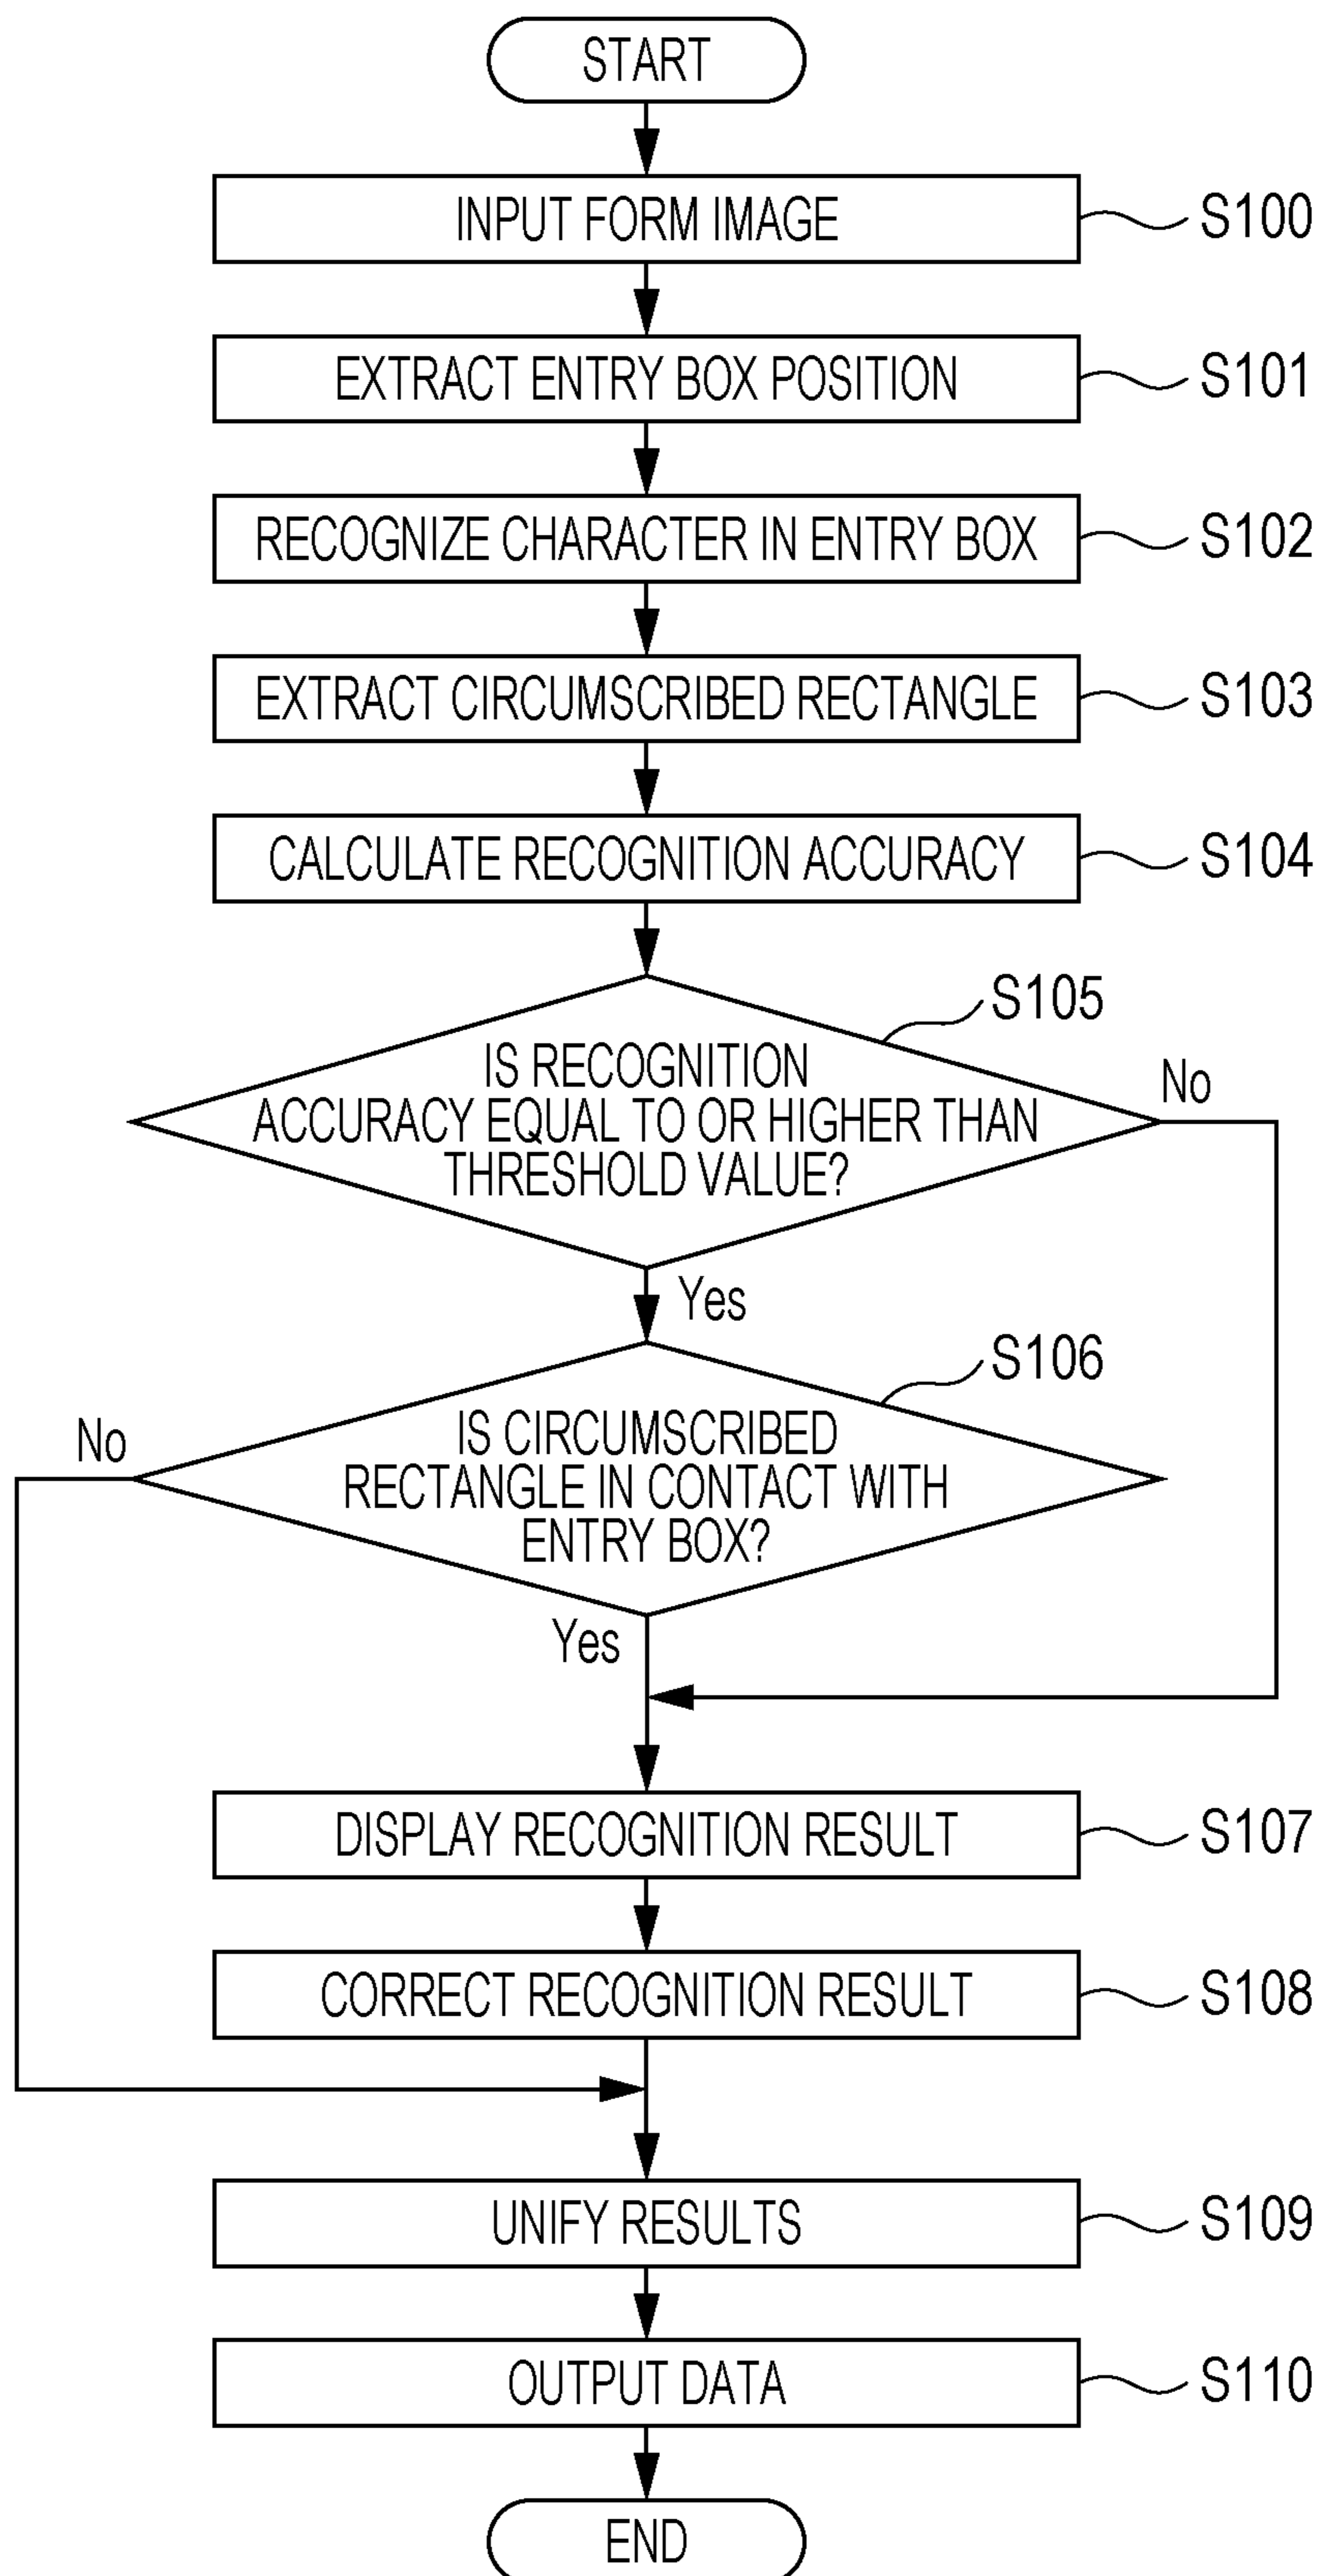 START
INPUT FORM IMAGE
S100
EXTRACT ENTRY BOX POSITION
S101
RECOGNIZE CHARACTER IN ENTRY BOX
S102
EXTRACT CIRCUMSCRIBED RECTANGLE
S103
CALCULATE RECOGNITION ACCURACY
S104
S105
IS RECOGNITION
ACCURACY EQUAL TO OR HIGHER THAN
THRESHOLD VALUE?
No
Yes
S106
IS CIRCUMSCRIBED
RECTANGLE IN CONTACT WITH
ENTRY BOX?
No
Yes
DISPLAY RECOGNITION RESULT
S107
CORRECT RECOGNITION RESULT
S108
UNIFY RESULTS
S109
OUTPUT DATA
S110
END